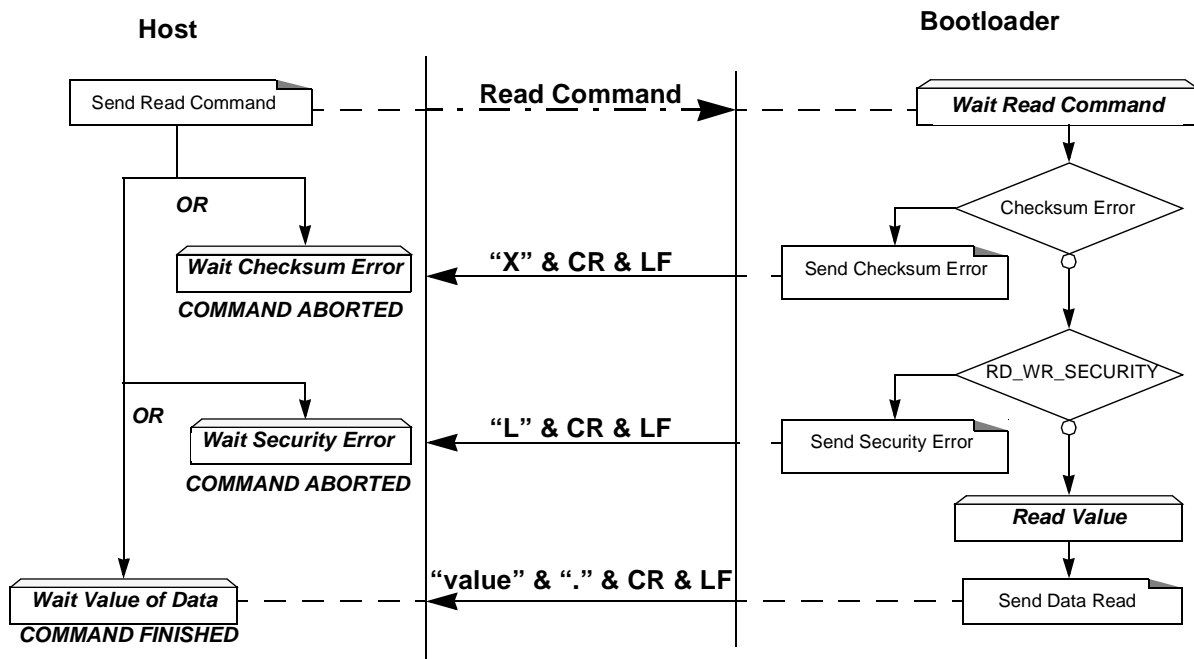 Host
Bootloader
Send Read Command
Read Command
Wait Read Command
OR
Checksum Error
Wait Checksum Error
“X” & CR & LF
Send Checksum Error
COMMAND ABORTED
RD_WR_SECURITY
OR
Wait Security Error
“L” & CR & LF
Send Security Error
COMMAND ABORTED
Read Value
Wait Value of Data
“value” & “.” & CR & LF
Send Data Read
COMMAND FINISHED